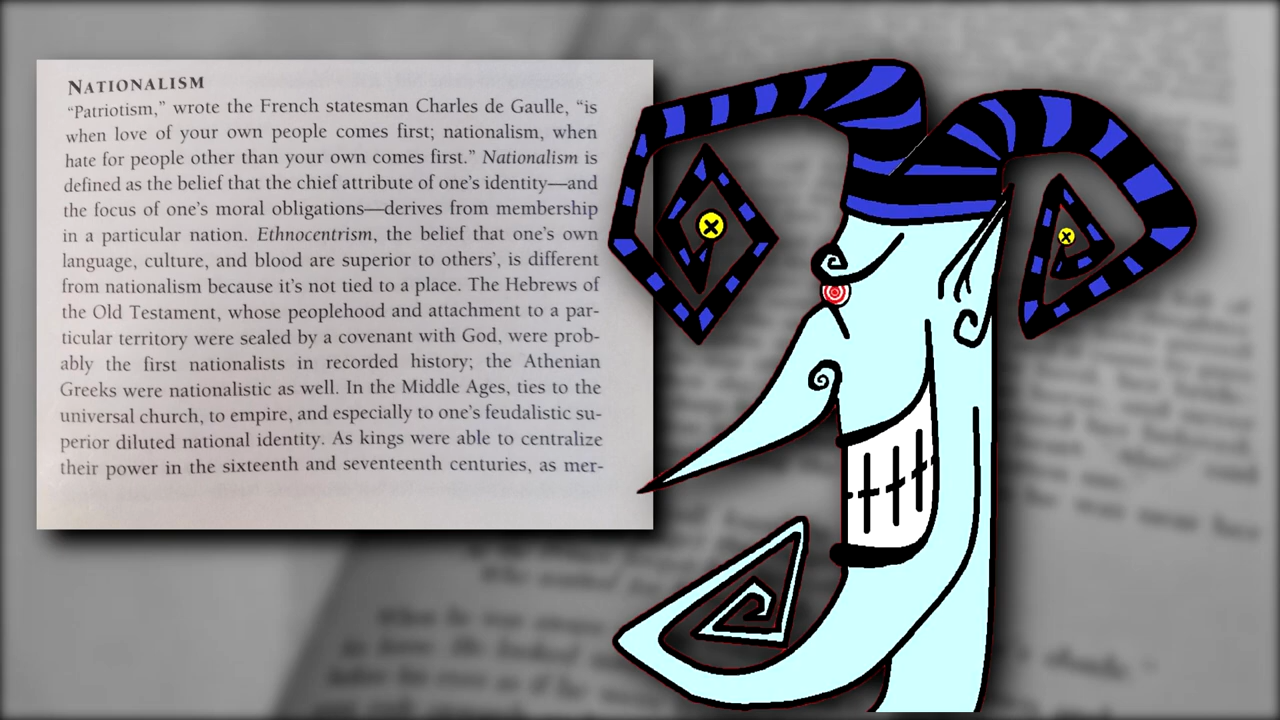 NATIONALISM
“Patriotism,” wrote the French statesman Charles de Gaulle, “is
when love of your own people comes first; nationalism, when
hate for people other than your own comes first.” Nationalism is
defined as the belief that the chief attribute of one’s identity—and
the focus of one’s moral obligations—derives from membership
in a particular nation. Ethnocentrism, the belief that one’s own
language, culture, and blood are superior to others’, is different
from nationalism because it’s not tied to a place. The Hebrews of
the Old Testament, whose peoplehood and attachment to a par-
ticular territory were sealed by a covenant with God, were prob-
ably the first nationalists in recorded history; the Athenian
Greeks were nationalistic as well. In the Middle Ages, ties to the
universal church, to empire, and especially to one’s feudalistic su-
perior diluted national identity. As kings were able to centralize
their power in the sixteenth and seventeenth centuries, as mer-